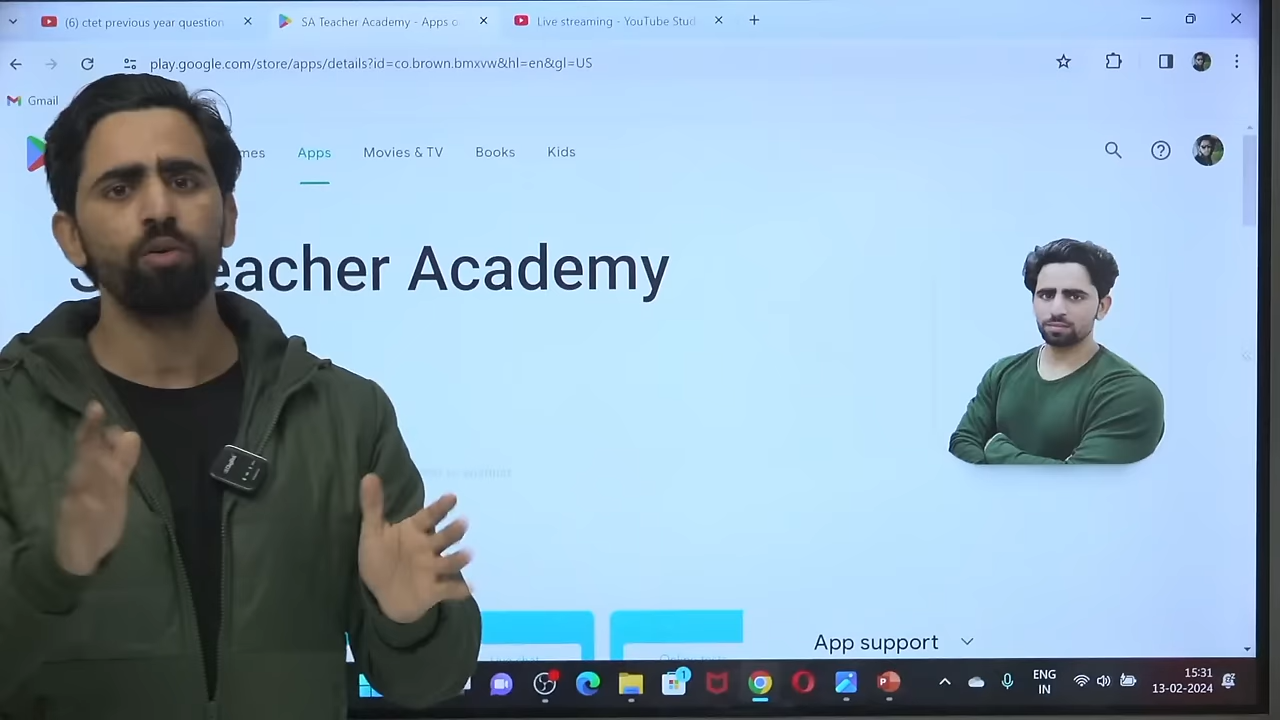 (6) ctet previous year question
SA Teacher Academy - Apps o
Live streaming - YouTube Stud
play.google.com/store/apps/details?id=co.brown.bmxvw&hl=en&gl=US
Gmail
mes Apps Movies & TV Books Kids
S eacher Academy
App support
1
ENG
IN
15:31
13-02-2024